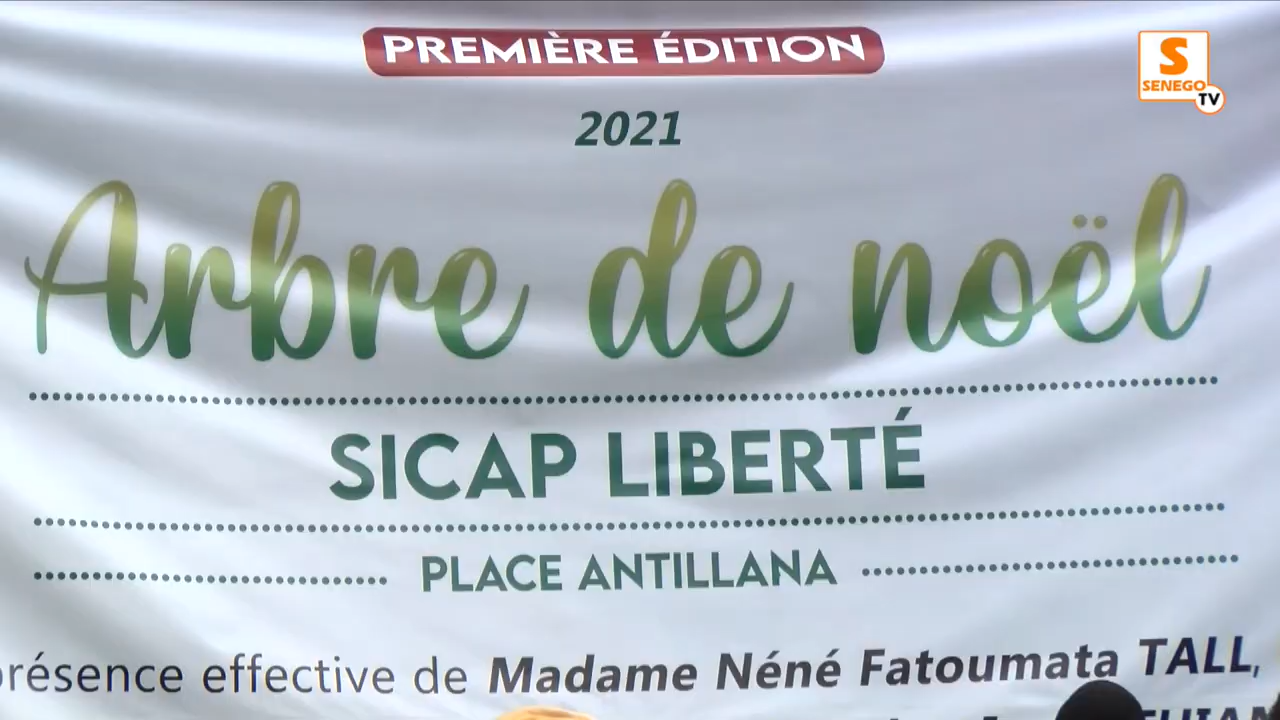 PREMIÈRE ÉDITION
S
SENEGO
TV
2021
Arbre de noël
SICAP LIBERTÉ
PLACE ANTILLANA
présence effective de Madame Néné Fatoumata TALL,